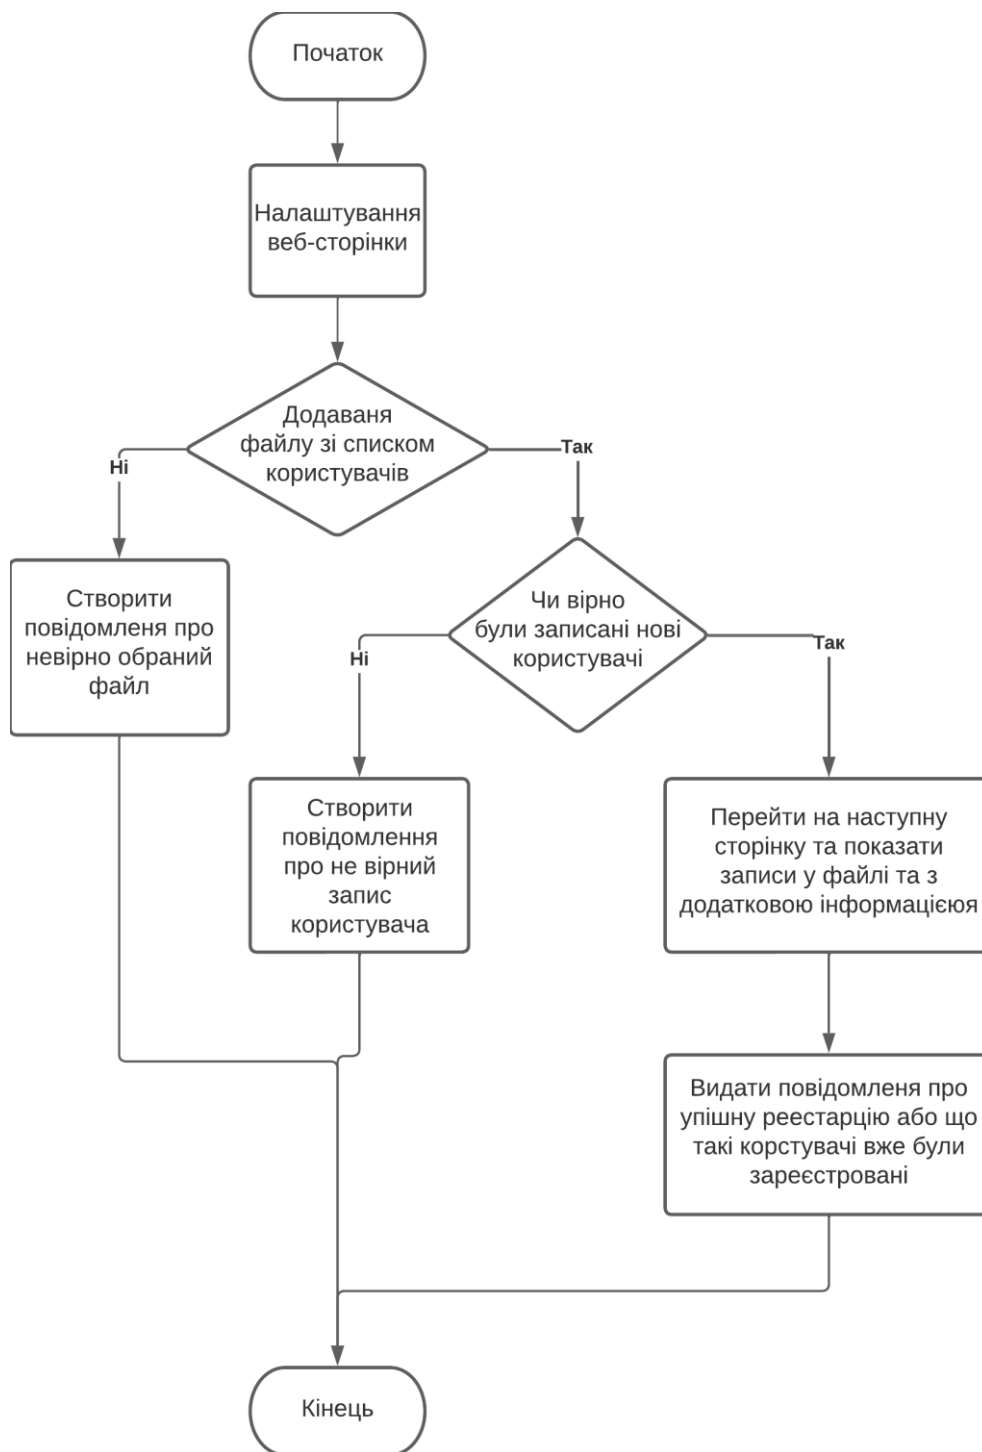 Початок
Налаштування
веб-сторінки
Додаваня
файлу зі списком
користувачів
Ні
Так
Створити
повідомленя про
невірно обраний
файл
Чи вірно
були записані нові
користувачі
Ні
Так
Створити
повідомлення
про не вірний
запис
користувача
Перейти на наступну
сторінку та показати
записи у файлі та з
додатковою інформацієюя
Видати повідомленя про
упішну реестарцію або що
такі корстувачі вже були
зареєстровані
Кінець